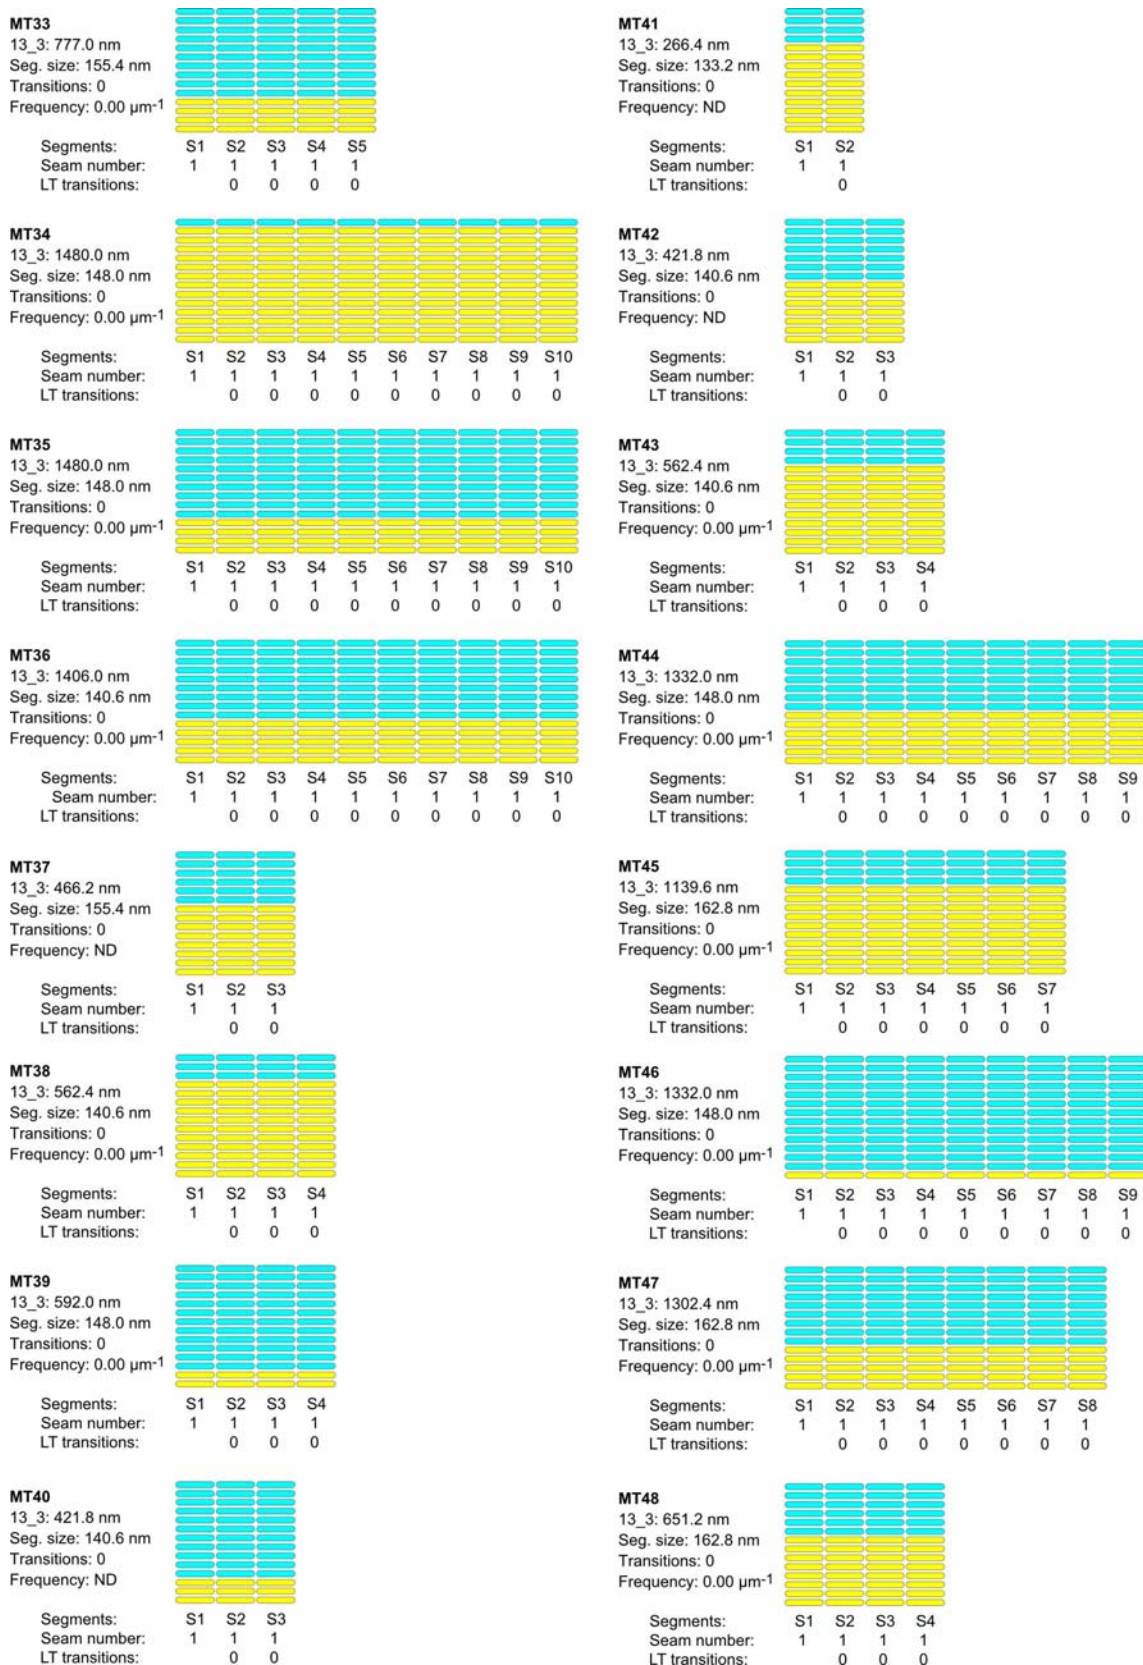 MT33
13_3: 777.0 nm
Seg. size: 155.4 nm
Transitions: 0
Frequency: 0.00 µm-1
Segments: S1 S2 S3 S4 S5
Seam number: 1 1 1 1 1
LT transitions: 0 0 0 0
MT34
13_3: 1480.0 nm
Seg. size: 148.0 nm
Transitions: 0
Frequency: 0.00 µm-1
Segments: S1 S2 S3 S4 S5 S6 S7 S8 S9 S10
Seam number: 1 1 1 1 1 1 1 1 1 1
LT transitions: 0 0 0 0 0 0 0 0 0
MT35
13_3: 1480.0 nm
Seg. size: 148.0 nm
Transitions: 0
Frequency: 0.00 µm-1
Segments: S1 S2 S3 S4 S5 S6 S7 S8 S9 S10
Seam number: 1 1 1 1 1 1 1 1 1 1
LT transitions: 0 0 0 0 0 0 0 0 0
MT36
13_3: 1406.0 nm
Seg. size: 140.6 nm
Transitions: 0
Frequency: 0.00 µm-1
Segments: S1 S2 S3 S4 S5 S6 S7 S8 S9 S10
Seam number: 1 1 1 1 1 1 1 1 1 1
LT transitions: 0 0 0 0 0 0 0 0 0
MT37
13_3: 466.2 nm
Seg. size: 155.4 nm
Transitions: 0
Frequency: ND
Segments: S1 S2 S3
Seam number: 1 1 1
LT transitions: 0 0
MT38
13_3: 562.4 nm
Seg. size: 140.6 nm
Transitions: 0
Frequency: 0.00 µm-1
Segments: S1 S2 S3 S4
Seam number: 1 1 1 1
LT transitions: 0 0 0
MT39
13_3: 592.0 nm
Seg. size: 148.0 nm
Transitions: 0
Frequency: 0.00 µm-1
Segments: S1 S2 S3 S4
Seam number: 1 1 1 1
LT transitions: 0 0 0
MT40
13_3: 421.8 nm
Seg. size: 140.6 nm
Transitions: 0
Frequency: ND
Segments: S1 S2 S3
Seam number: 1 1 1
LT transitions: 0 0
MT41
13_3: 266.4 nm
Seg. size: 133.2 nm
Transitions: 0
Frequency: ND
Segments: S1 S2
Seam number: 1 1
LT transitions: 0
MT42
13_3: 421.8 nm
Seg. size: 140.6 nm
Transitions: 0
Frequency: ND
Segments: S1 S2 S3
Seam number: 1 1 1
LT transitions: 0 0
MT43
13_3: 562.4 nm
Seg. size: 140.6 nm
Transitions: 0
Frequency: 0.00 µm-1
Segments: S1 S2 S3 S4
Seam number: 1 1 1 1
LT transitions: 0 0 0
MT44
13_3: 1332.0 nm
Seg. size: 148.0 nm
Transitions: 0
Frequency: 0.00 µm-1
Segments: S1 S2 S3 S4 S5 S6 S7 S8 S9
Seam number: 1 1 1 1 1 1 1 1 1
LT transitions: 0 0 0 0 0 0 0 0
MT45
13_3: 1139.6 nm
Seg. size: 162.8 nm
Transitions: 0
Frequency: 0.00 µm-1
Segments: S1 S2 S3 S4 S5 S6 S7
Seam number: 1 1 1 1 1 1 1
LT transitions: 0 0 0 0 0 0
MT46
13_3: 1332.0 nm
Seg. size: 148.0 nm
Transitions: 0
Frequency: 0.00 µm-1
Segments: S1 S2 S3 S4 S5 S6 S7 S8 S9
Seam number: 1 1 1 1 1 1 1 1 1
LT transitions: 0 0 0 0 0 0 0 0
MT47
13_3: 1302.4 nm
Seg. size: 162.8 nm
Transitions: 0
Frequency: 0.00 µm-1
Segments: S1 S2 S3 S4 S5 S6 S7 S8
Seam number: 1 1 1 1 1 1 1 1
LT transitions: 0 0 0 0 0 0 0
MT48
13_3: 651.2 nm
Seg. size: 162.8 nm
Transitions: 0
Frequency: 0.00 µm-1
Segments: S1 S2 S3 S4
Seam number: 1 1 1 1
LT transitions: 0 0 0